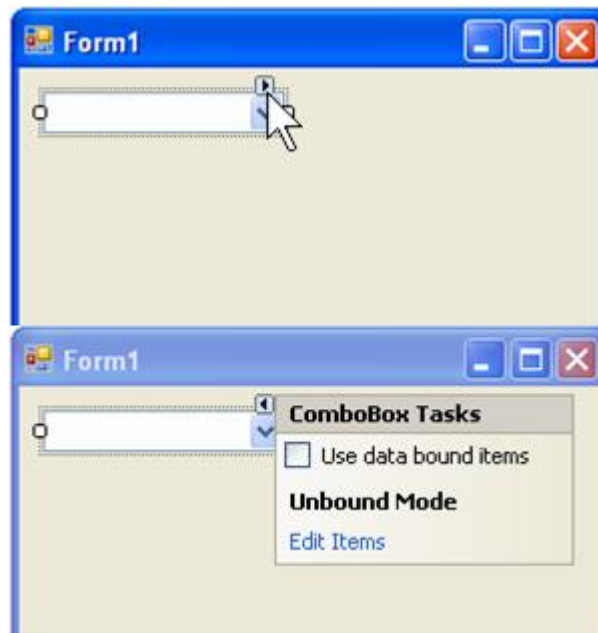 Form1
Form1
ComboBox Tasks
Use data bound items
Unbound Mode
Edit Items